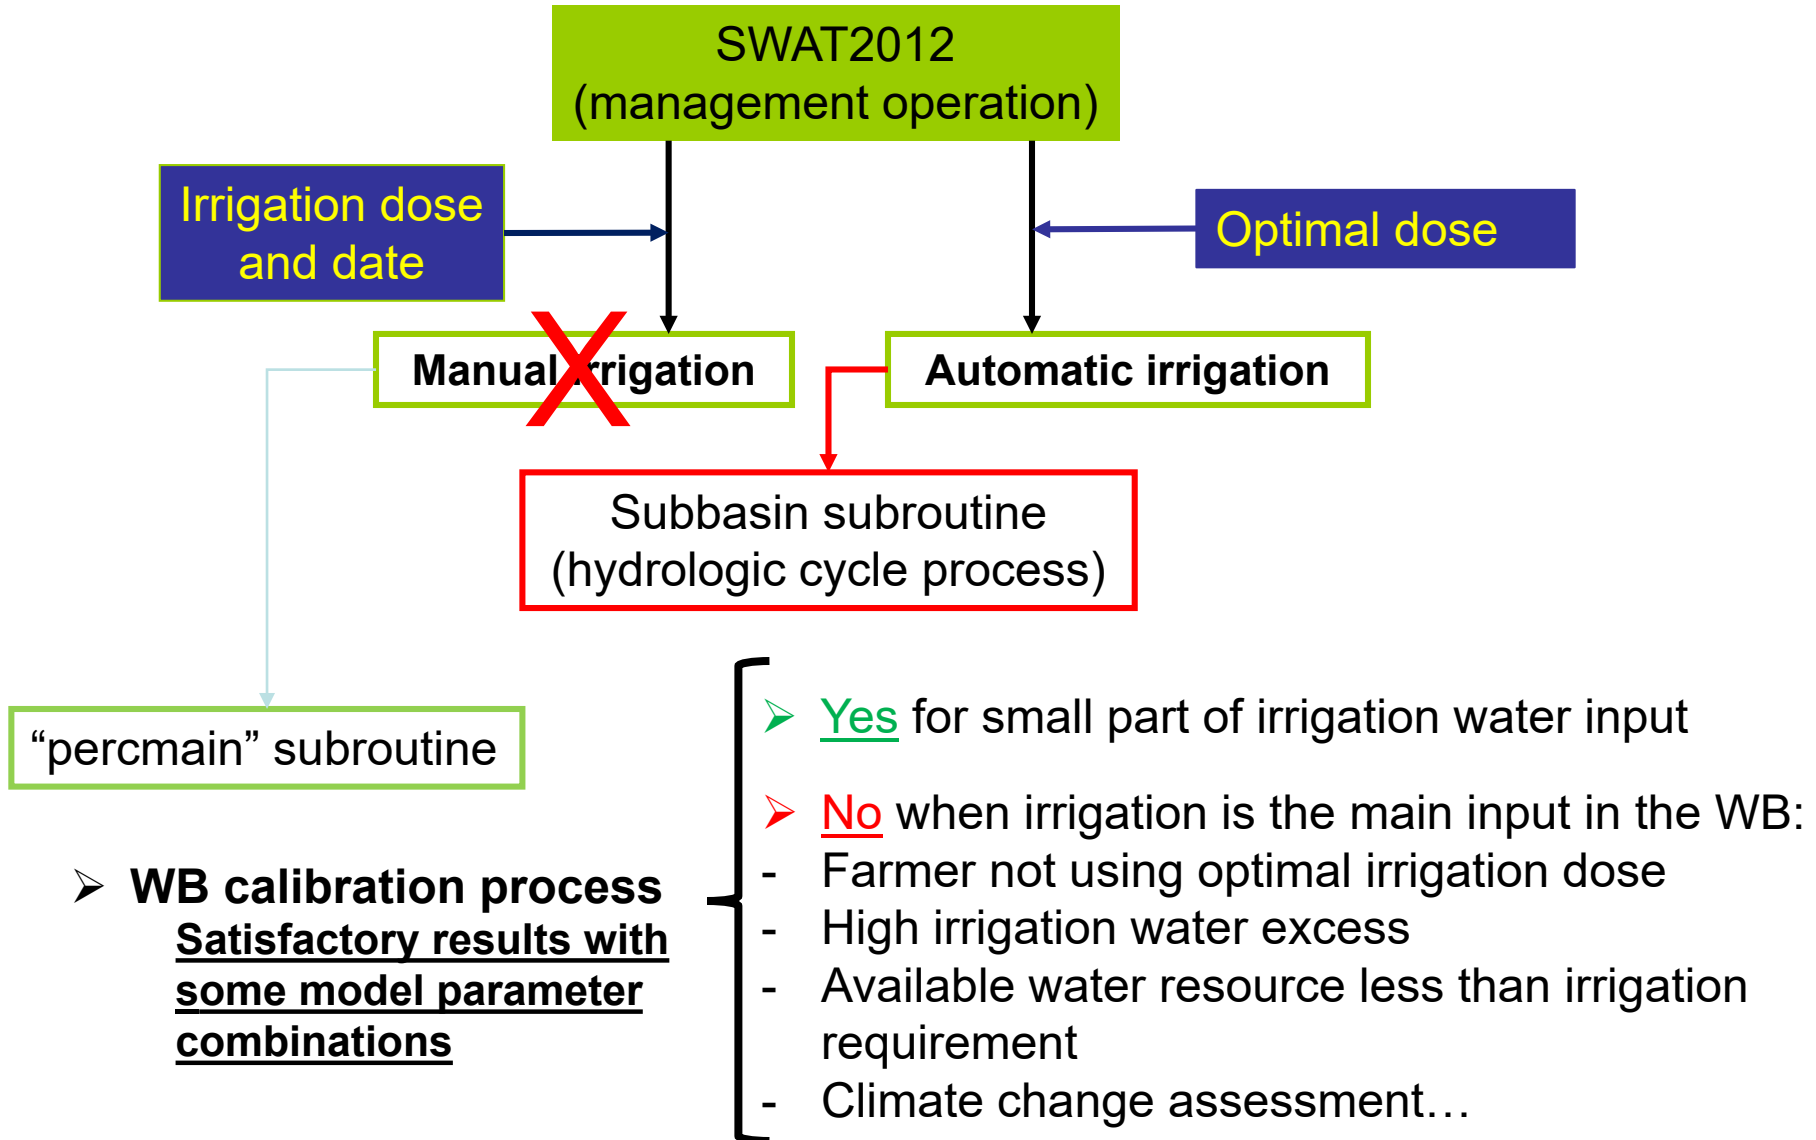 SWAT2012
(management operation)
Irrigation dose
and date
Optimal dose
Manual irrigation
X
Automatic irrigation
Subbasin subroutine
(hydrologic cycle process)
“percmain” subroutine
➢ WB calibration process
Satisfactory results with
some model parameter
combinations
➢ Yes for small part of irrigation water input
➢ No when irrigation is the main input in the WB:
- Farmer not using optimal irrigation dose
- High irrigation water excess
- Available water resource less than irrigation
requirement
- Climate change assessment…